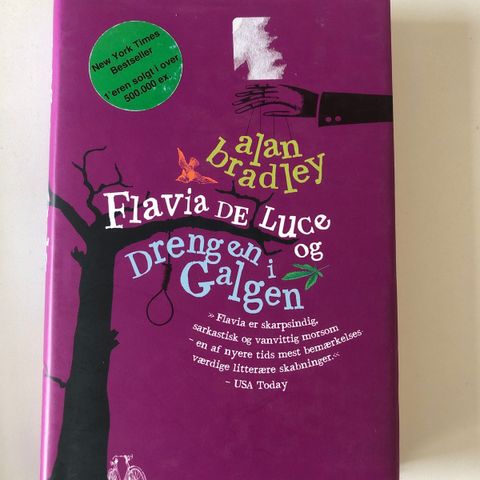 New York Times
Bestseller
1'eren solgt i over
500.000 ex.
alan
bradley
Flavia DE Luce
og
Drengen i
Galgen
» Flavia er skarpsindig,
sarkastisk og vanvittig morsom
– en af nyere tids mest bemærkelses-
værdige litterære skabninger.«
– USA Today